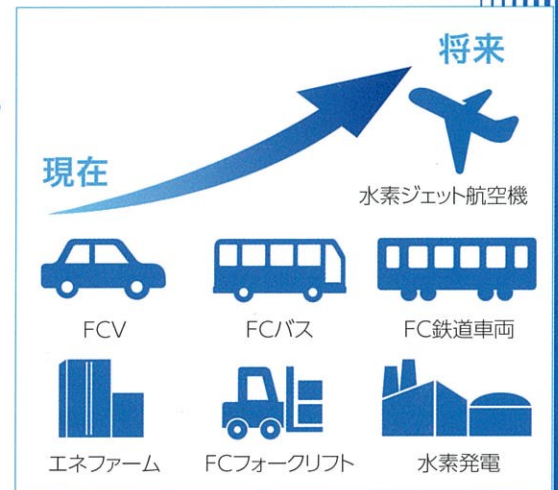 将来
現在
水素ジェット航空機
FCV
FCバス
FC鉄道車両
エネファーム
FCフォークリフト
水素発電